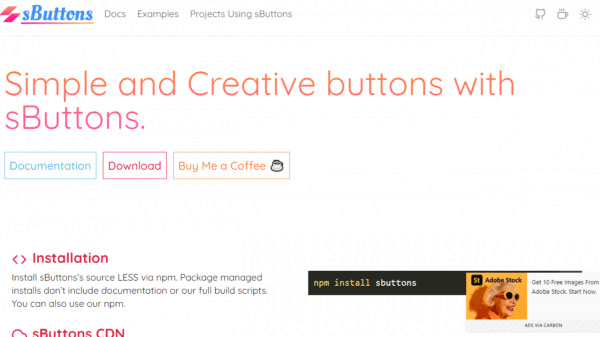 sButtons Docs Examples Projects Using sButtons
Simple and Creative buttons with
sButtons.
Documentation Download Buy Me a Coffee
Installation
Install sButtons's source LESS via npm. Package managed
installs don't include documentation or our full build scripts.
You can also use our npm.
npm install sbuttons
St Adobe Stock
Get 10 Free Images From
Adobe Stock. Start Now.
ADS VIA CARBON
sButtons CDN